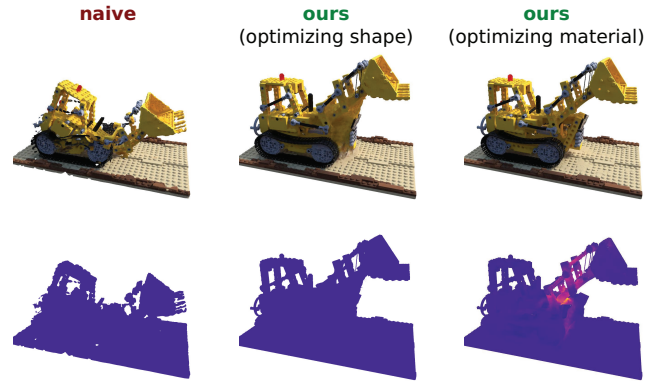 naive
ours
(optimizing shape)
ours
(optimizing material)